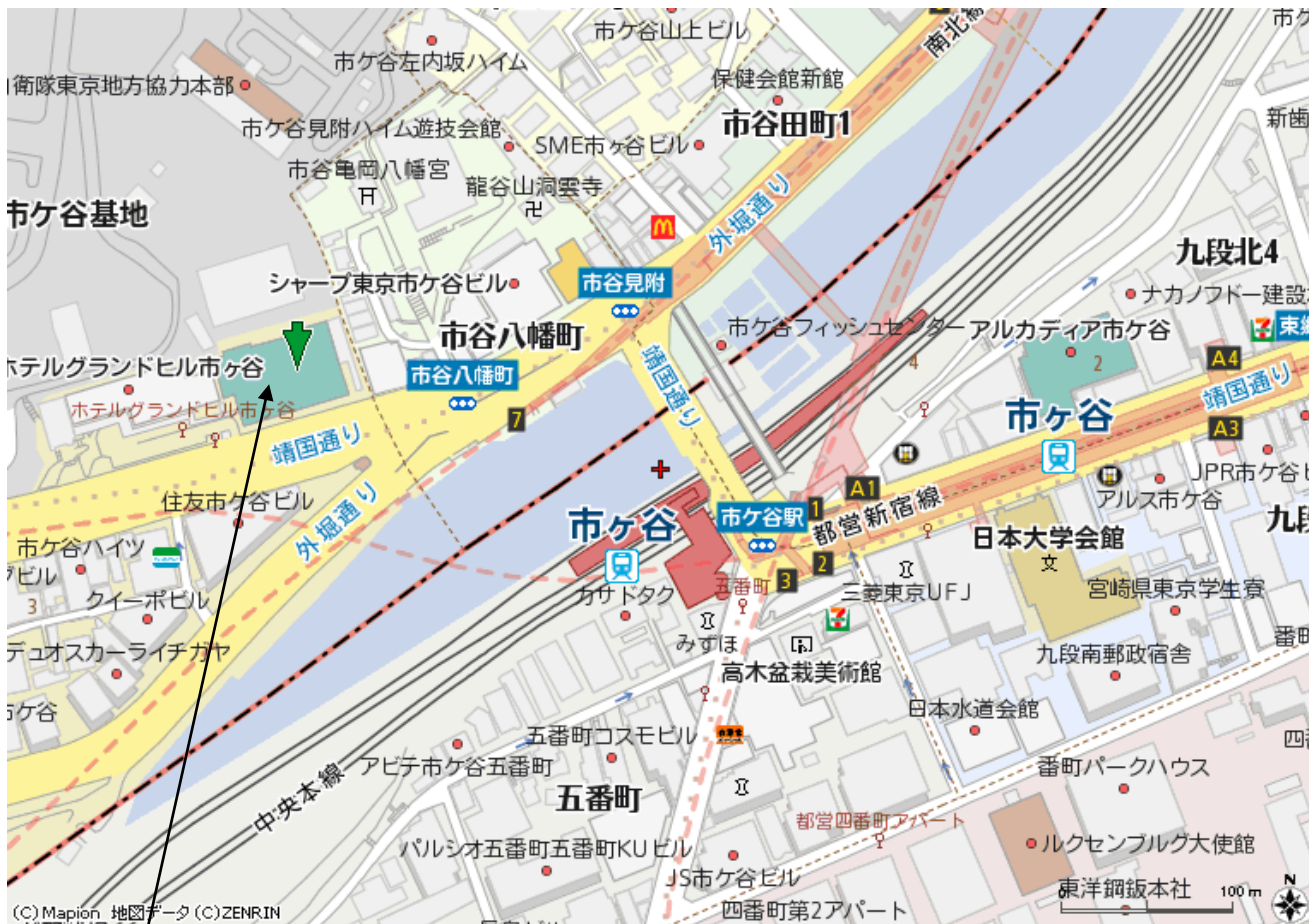 市ケ谷山上ビル
南北線
市ケ谷左内坂ハイム
保健会館新館
衛隊東京地方協力本部
市ケ谷見附ハイム遊技会館
市谷田町1
SME市ヶ谷ビル
市谷亀岡八幡宮
龍谷山洞雲寺
市ケ谷基地
外堀通り
九段北4
シャープ東京市ケ谷ビル
市谷見附
ナカノフドー建設
市谷八幡町
市ケ谷フィッシュセンター
アルカディア市ケ谷
ホテルグランドヒル市ヶ谷
市谷八幡町
靖国通り
4
2
A4
靖国通り
ホテルグランドヒル市ヶ谷
7
市ヶ谷
A3
靖国通り
JPR市ケ谷ビ
住友市ケ谷ビル
外堀通り
A1
アルス市ケ谷
市ヶ谷
市ケ谷駅
1
都営新宿線
日本大学会館
九段
市ケ谷ハイツ
ビル
2
3
五番町
三菱東京UFJ
宮崎県東京学生寮
3
クイーポビル
カサドタク
みずほ
デュオスカーライチガヤ
高木盆栽美術館
九段南郵政宿舎
番町
日本水道会館
五番町コスモビル
アビテ市ケ谷五番町
番町パークハウス
中央本線
五番町
都営四番町アパート
パルシオ五番町五番町KUビル
ルクセンブルグ大使館
JS市ケ谷ビル
東洋鋼鈑本社
100m
N
四番町第2アパート
(C)Mapion 地図データ(C)ZENRIN